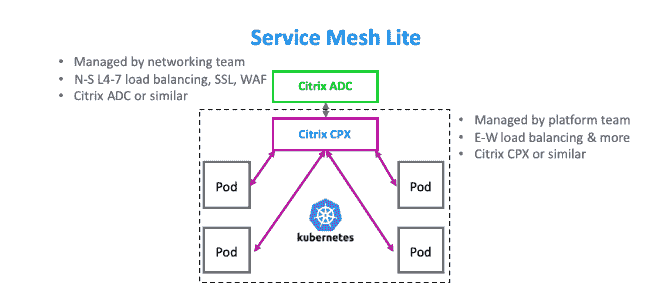 Service Mesh Lite
• Managed by networking team
• N-S L4-7 load balancing, SSL, WAF
• Citrix ADC or similar
Citrix ADC
Citrix CPX
• Managed by platform team
• E-W load balancing & more
• Citrix CPX or similar
Pod
Pod
kubernetes
Pod
Pod